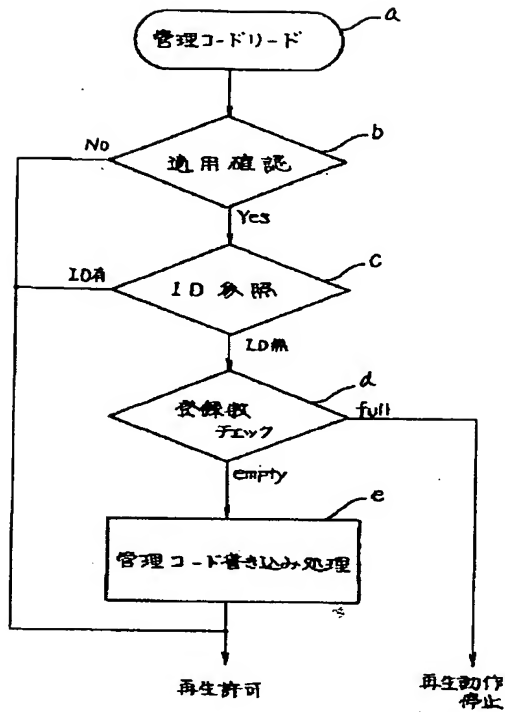 a
管理コードリード
b
No
適用確認
Yes
c
ID有
ID参照
ID無
d
登録数
チェック
full
empty
e
管理コード書き込み処理
再生許可
再生動作
停止